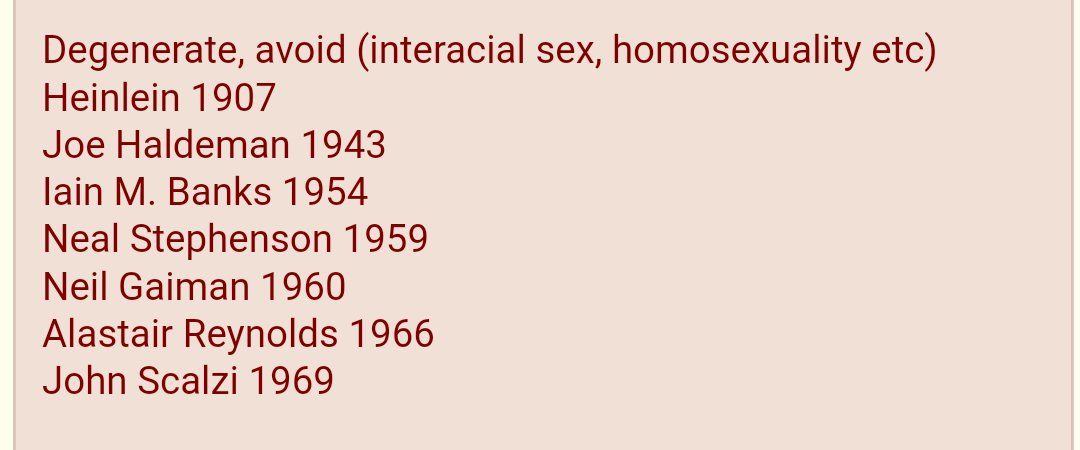 Degenerate, avoid (interacial sex, homosexuality etc)
Heinlein 1907
Joe Haldeman 1943
Iain M. Banks 1954
Neal Stephenson 1959
Neil Gaiman 1960
Alastair Reynolds 1966
John Scalzi 1969